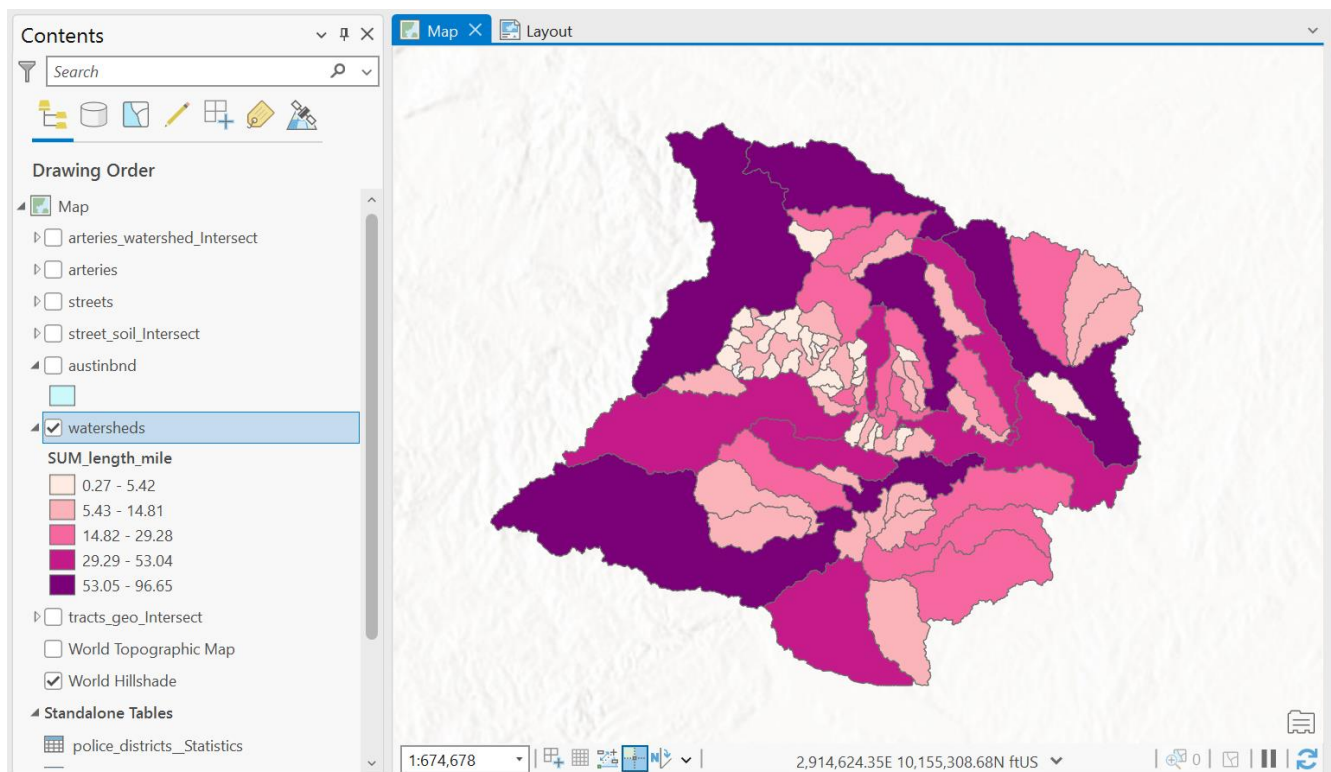 Contents
Search
Drawing Order
Map
arteries_watershed_Intersect
arteries
streets
street_soil_Intersect
austinbnd
watersheds
SUM_length_mile
0.27 - 5.42
5.43 - 14.81
14.82 - 29.28
29.29 - 53.04
53.05 - 96.65
tracts_geo_Intersect
World Topographic Map
World Hillshade
Standalone Tables
police_districts__Statistics
Map Layout
1:674,678 N 2,914,624.35E 10,155,308.68N ftUS 0